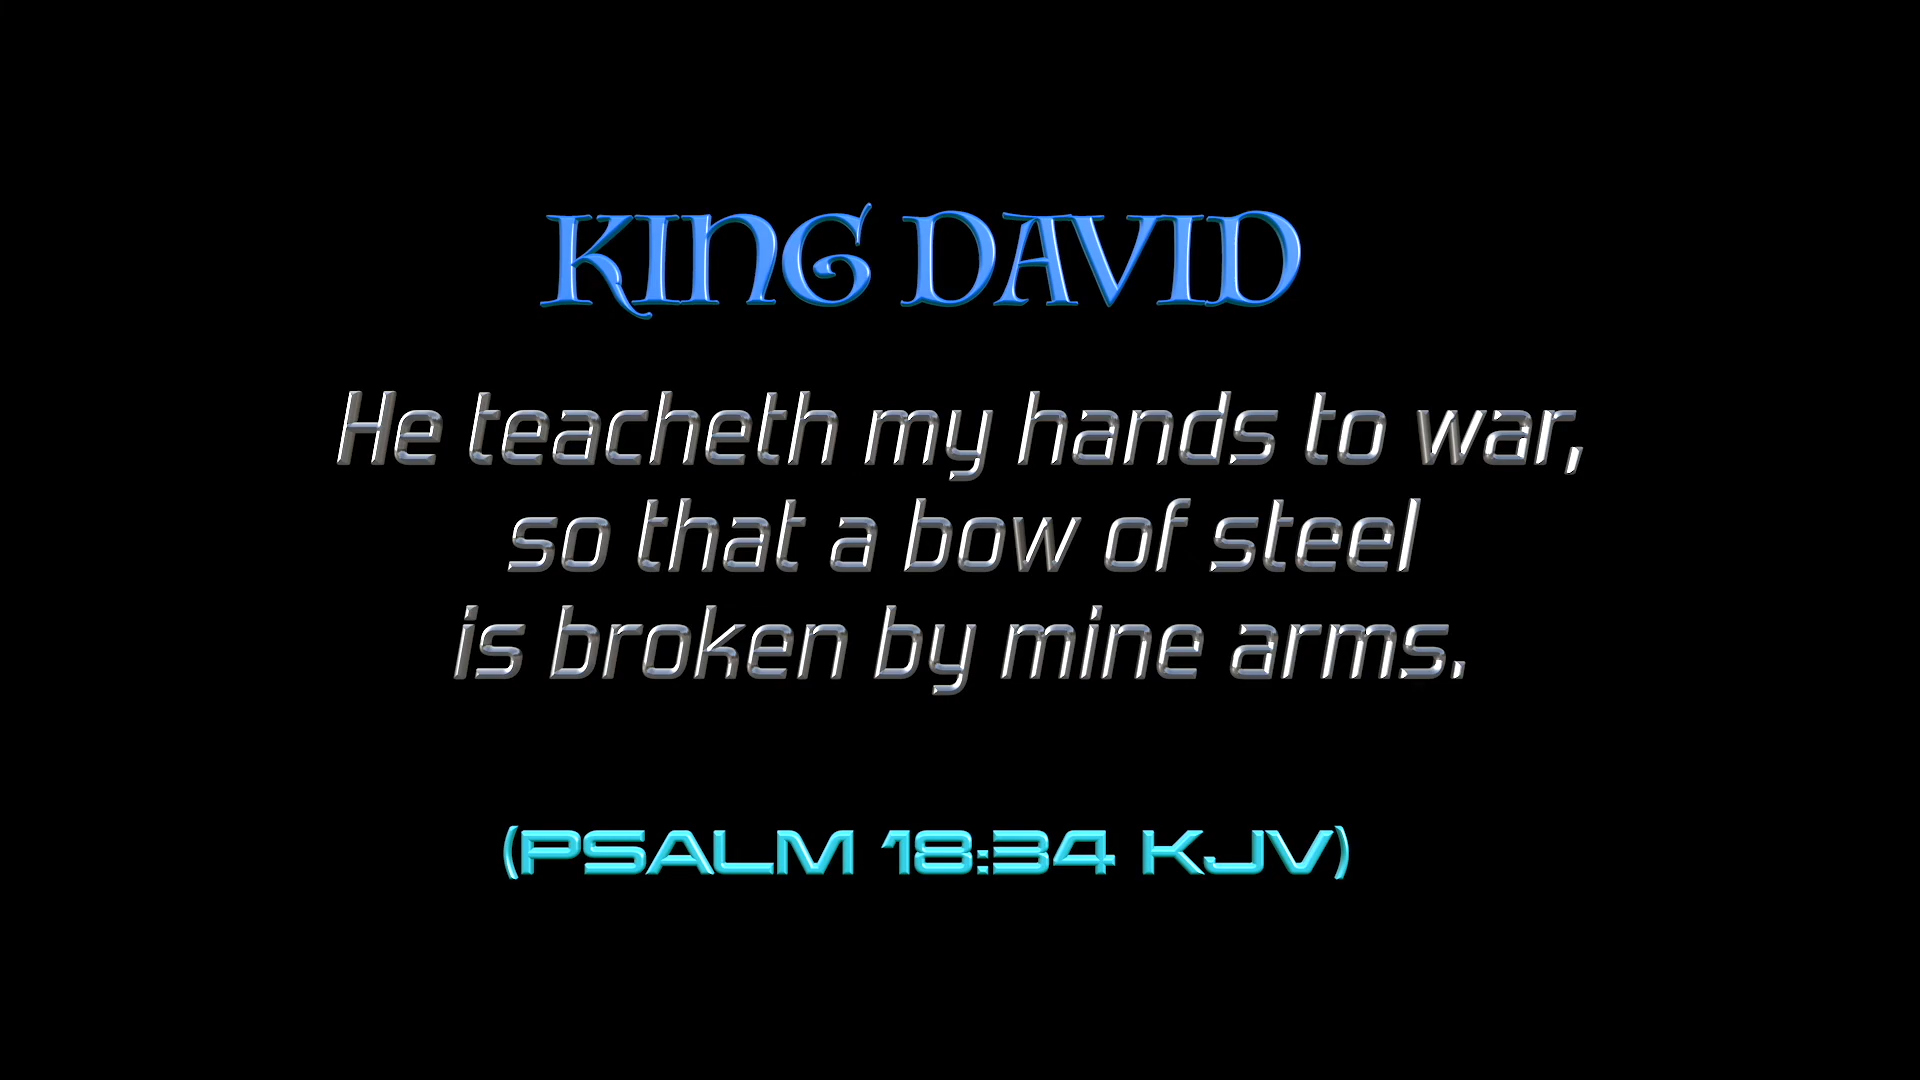 KING DAVID
He teacheth my hands to war,
so that a bow of steel
is broken by mine arms.
(PSALM 18:34 KJV)